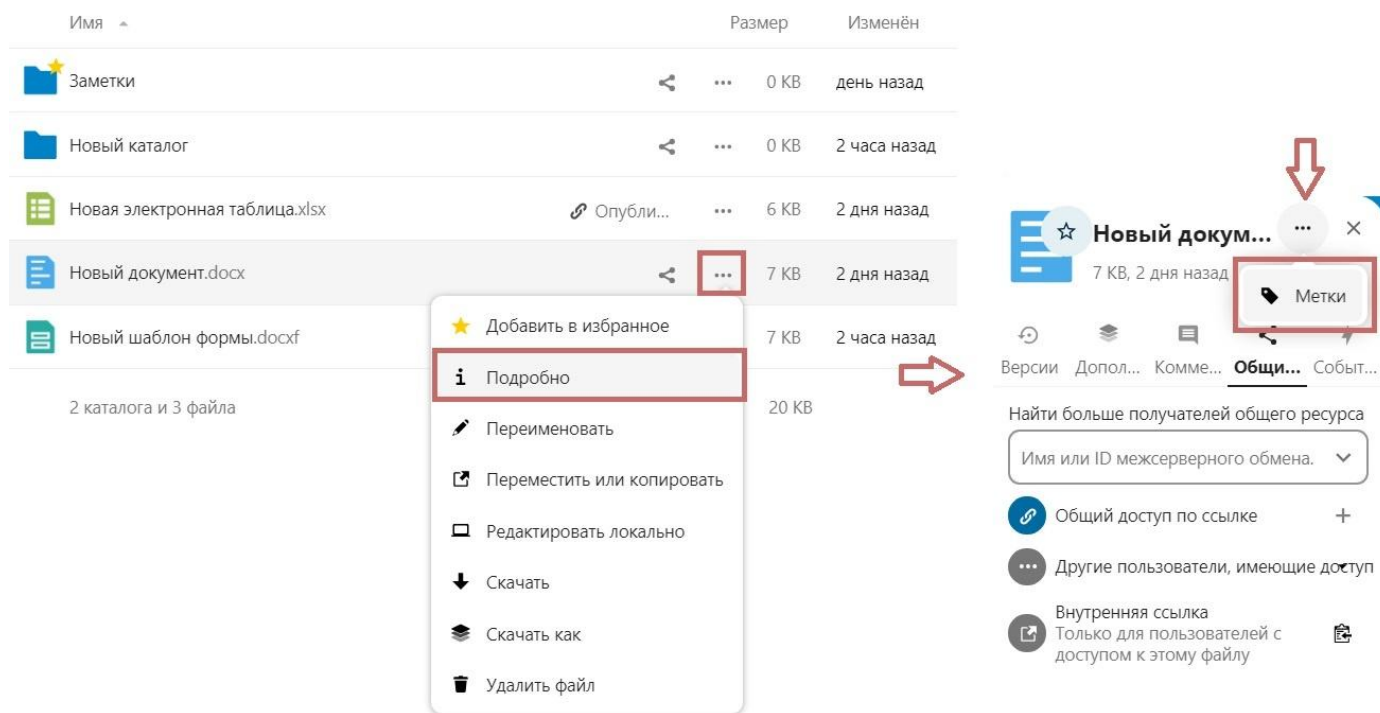 Имя Размер Изменён
Заметки 0 KB день назад
Новый каталог 0 KB 2 часа назад
Новая электронная таблица.xlsx Опубли... 6 KB 2 дня назад
Новый документ.docx 7 KB 2 дня назад
Новый шаблон формы.docxf 7 KB 2 часа назад
2 каталога и 3 файла 20 KB
Добавить в избранное
Подробно
Переименовать
Переместить или копировать
Редактировать локально
Скачать
Скачать как
Удалить файл
Новый докум...
7 KB, 2 дня назад
Метки
Версии Допол... Комме... Общи... Событ...
Найти больше получателей общего ресурса
Имя или ID межсерверного обмена.
Общий доступ по ссылке
Другие пользователи, имеющие доступ
Внутренняя ссылка
Только для пользователей с
доступом к этому файлу